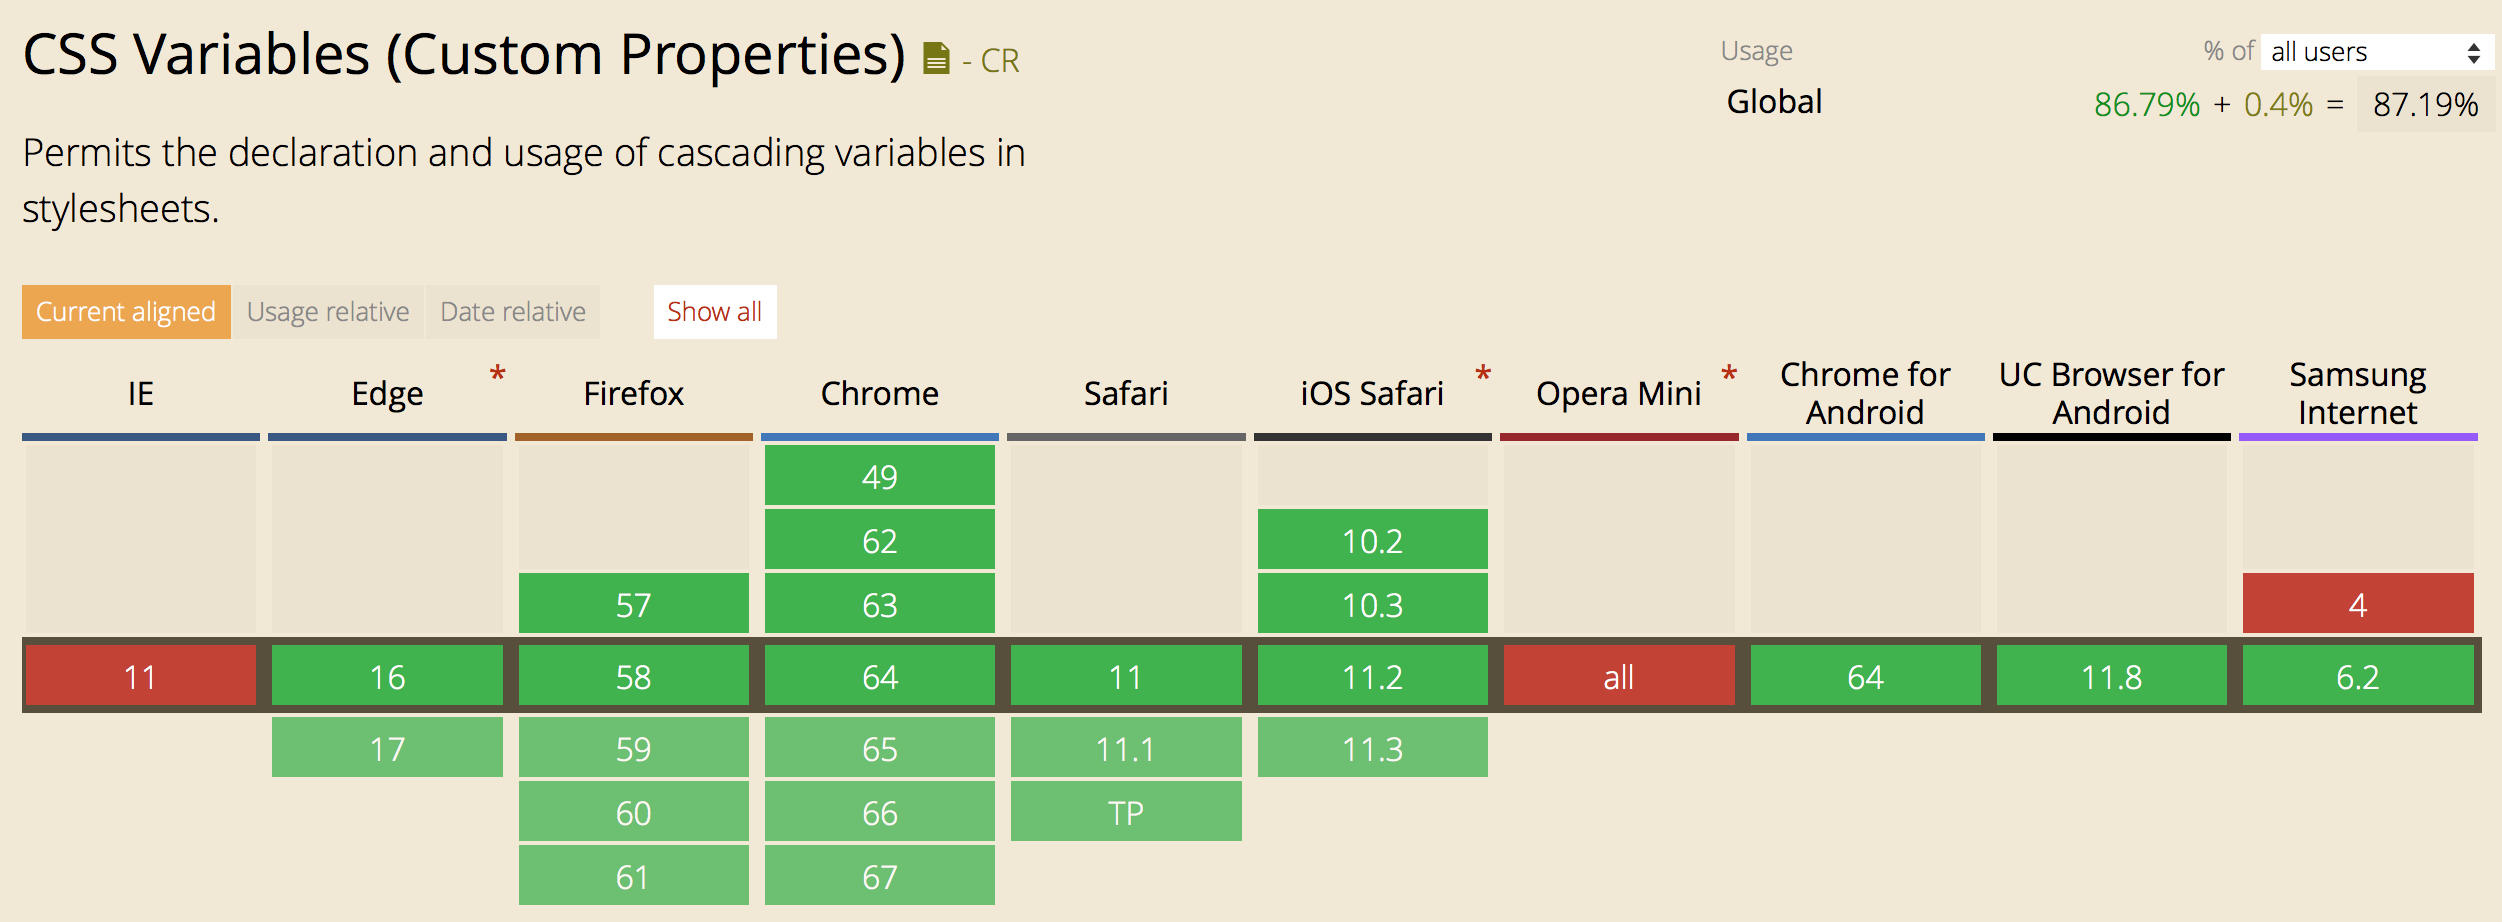 CSS Variables (Custom Properties) - CR
Usage % of all users
Global 86.79% + 0.4% = 87.19%
Permits the declaration and usage of cascading variables in
stylesheets.
Current aligned Usage relative Date relative Show all
IE Edge * Firefox Chrome Safari iOS Safari * Opera Mini * Chrome for Android UC Browser for Android Samsung Internet
49
62 10.2
57 63 10.3 4
11 16 58 64 11 11.2 all 64 11.8 6.2
17 59 65 11.1 11.3
60 66 TP
61 67